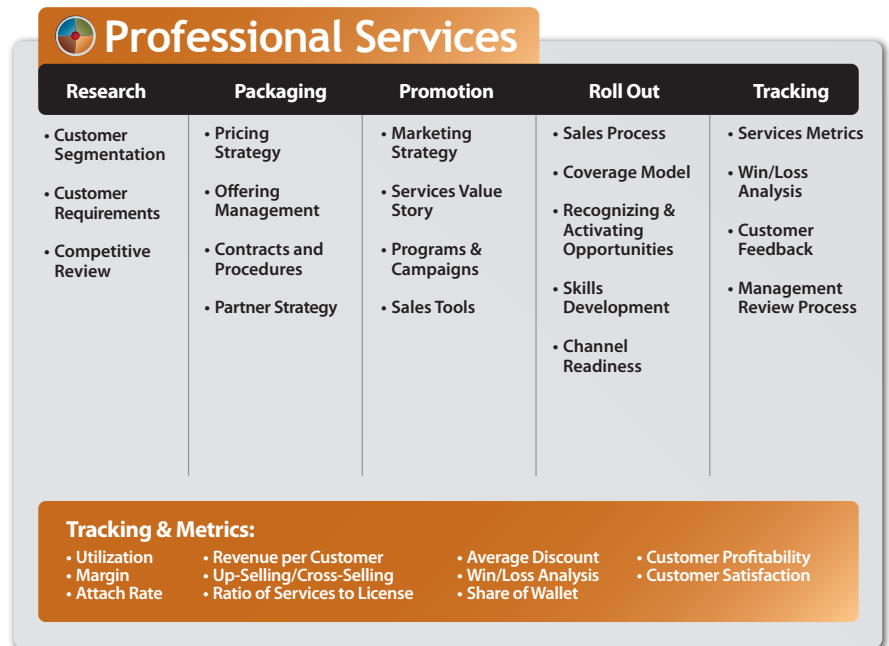 Professional Services
Research
Packaging
Promotion
Roll Out
Tracking
• Customer
Segmentation
• Customer
Requirements
• Competitive
Review
• Pricing
Strategy
• Offering
Management
• Contracts and
Procedures
• Partner Strategy
• Marketing
Strategy
• Services Value
Story
• Programs &
Campaigns
• Sales Tools
• Sales Process
• Coverage Model
• Recognizing &
Activating
Opportunities
• Skills
Development
• Channel
Readiness
• Services Metrics
• Win/Loss
Analysis
• Customer
Feedback
• Management
Review Process
Tracking & Metrics:
• Utilization
• Margin
• Attach Rate
• Revenue per Customer
• Up-Selling/Cross-Selling
• Ratio of Services to License
• Average Discount
• Win/Loss Analysis
• Share of Wallet
• Customer Profitability
• Customer Satisfaction